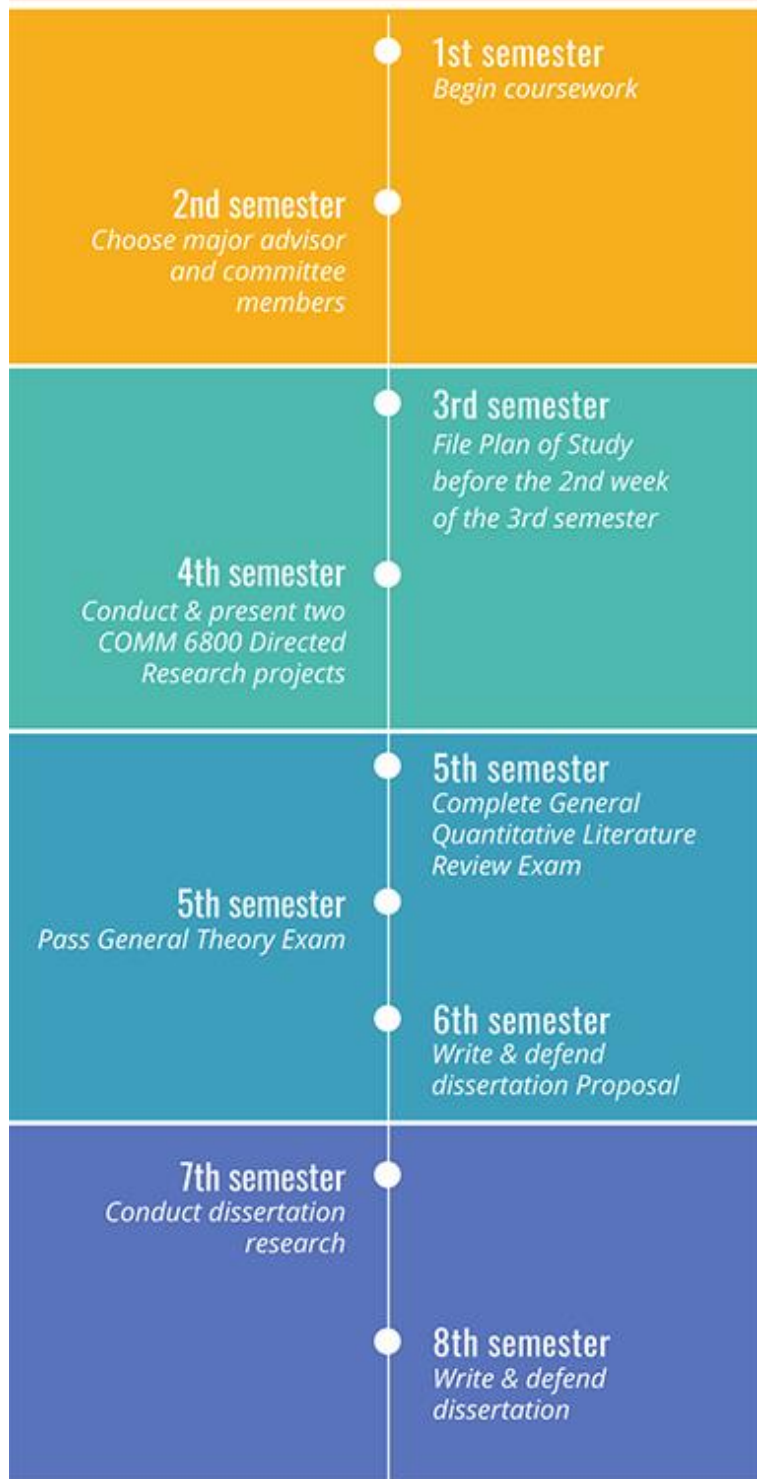 1st semester
Begin coursework
2nd semester
Choose major advisor
and committee
members
3rd semester
File Plan of Study
before the 2nd week
of the 3rd semester
4th semester
Conduct & present two
COMM 6800 Directed
Research projects
5th semester
Complete General
Quantitative Literature
Review Exam
5th semester
Pass General Theory Exam
6th semester
Write & defend
dissertation Proposal
7th semester
Conduct dissertation
research
8th semester
Write & defend
dissertation